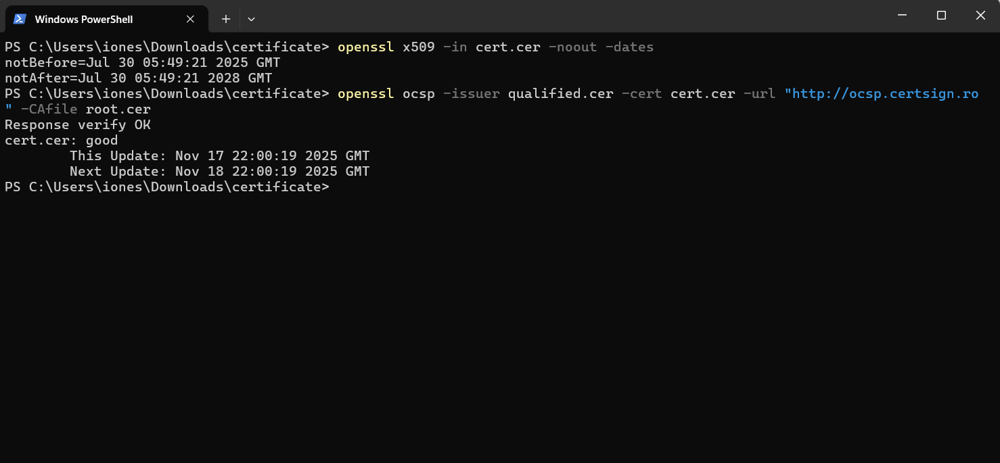 Windows PowerShell
PS C:\Users\iones\Downloads\certificate> openssl x509 -in cert.cer -noout -dates
notBefore=Jul 30 05:49:21 2025 GMT
notAfter=Jul 30 05:49:21 2028 GMT
PS C:\Users\iones\Downloads\certificate> openssl ocsp -issuer qualified.cer -cert cert.cer -url "http://ocsp.certsign.ro
" -CAfile root.cer
Response verify OK
cert.cer: good
        This Update: Nov 17 22:00:19 2025 GMT
        Next Update: Nov 18 22:00:19 2025 GMT
PS C:\Users\iones\Downloads\certificate>